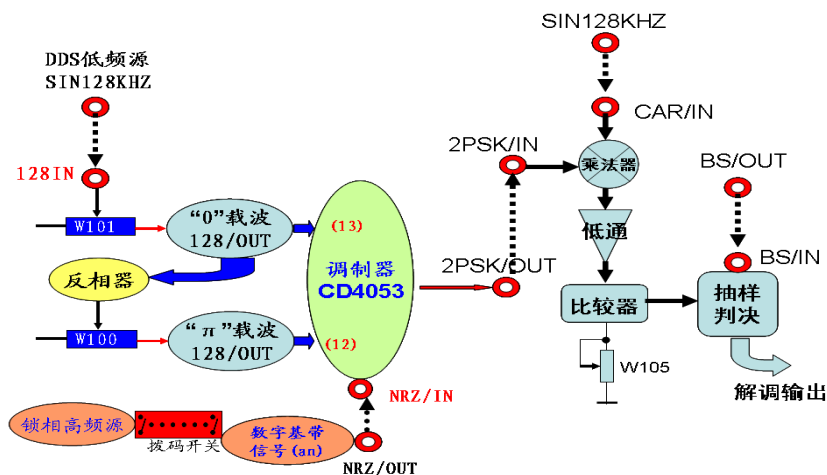 DDS低频源
SIN128KHZ
128IN
W101
“0”载波
128/OUT
反相器
W100
“π”载波
128/OUT
(13)
调制器
CD4053
(12)
NRZ/IN
锁相高频源
拨码开关
数字基带
信号(an)
NRZ/OUT
2PSK/OUT
2PSK/IN
SIN128KHZ
CAR/IN
乘法器
低通
比较器
W105
BS/OUT
BS/IN
抽样
判决
解调输出